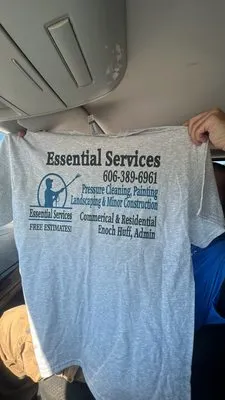 Essential Services
606-389-6961
Pressure Cleaning, Painting
Landscaping & Minor Construction
Commerical & Residential
Enoch Huff, Admin
Essential Services
FREE ESTIMATES!